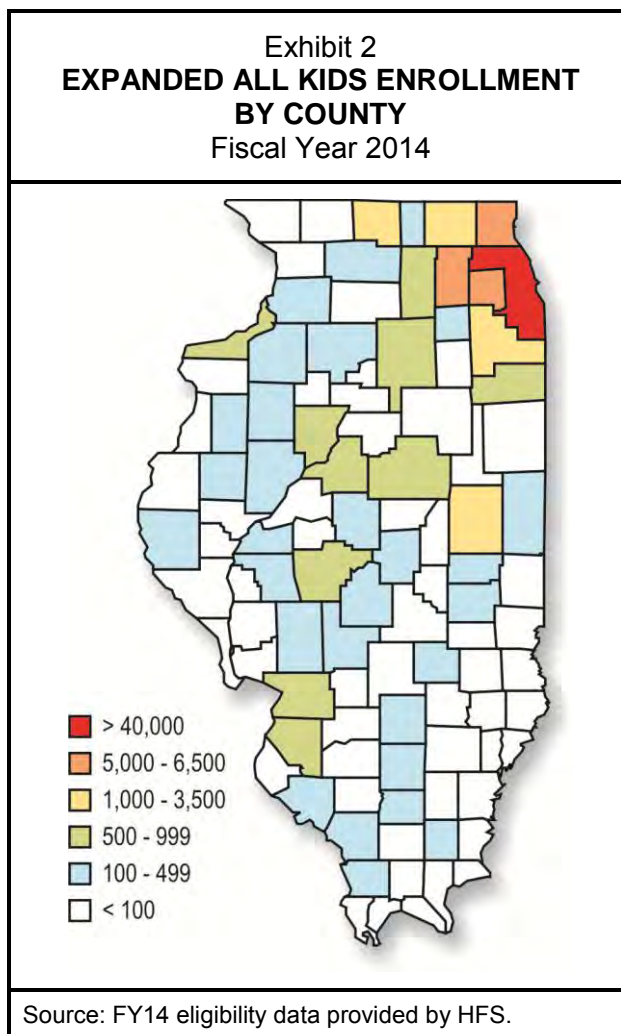 Exhibit 2
EXPANDED ALL KIDS ENROLLMENT
BY COUNTY
Fiscal Year 2014
> 40,000
5,000 - 6,500
1,000 - 3,500
500 - 999
100 - 499
< 100
Source: FY14 eligibility data provided by HFS.